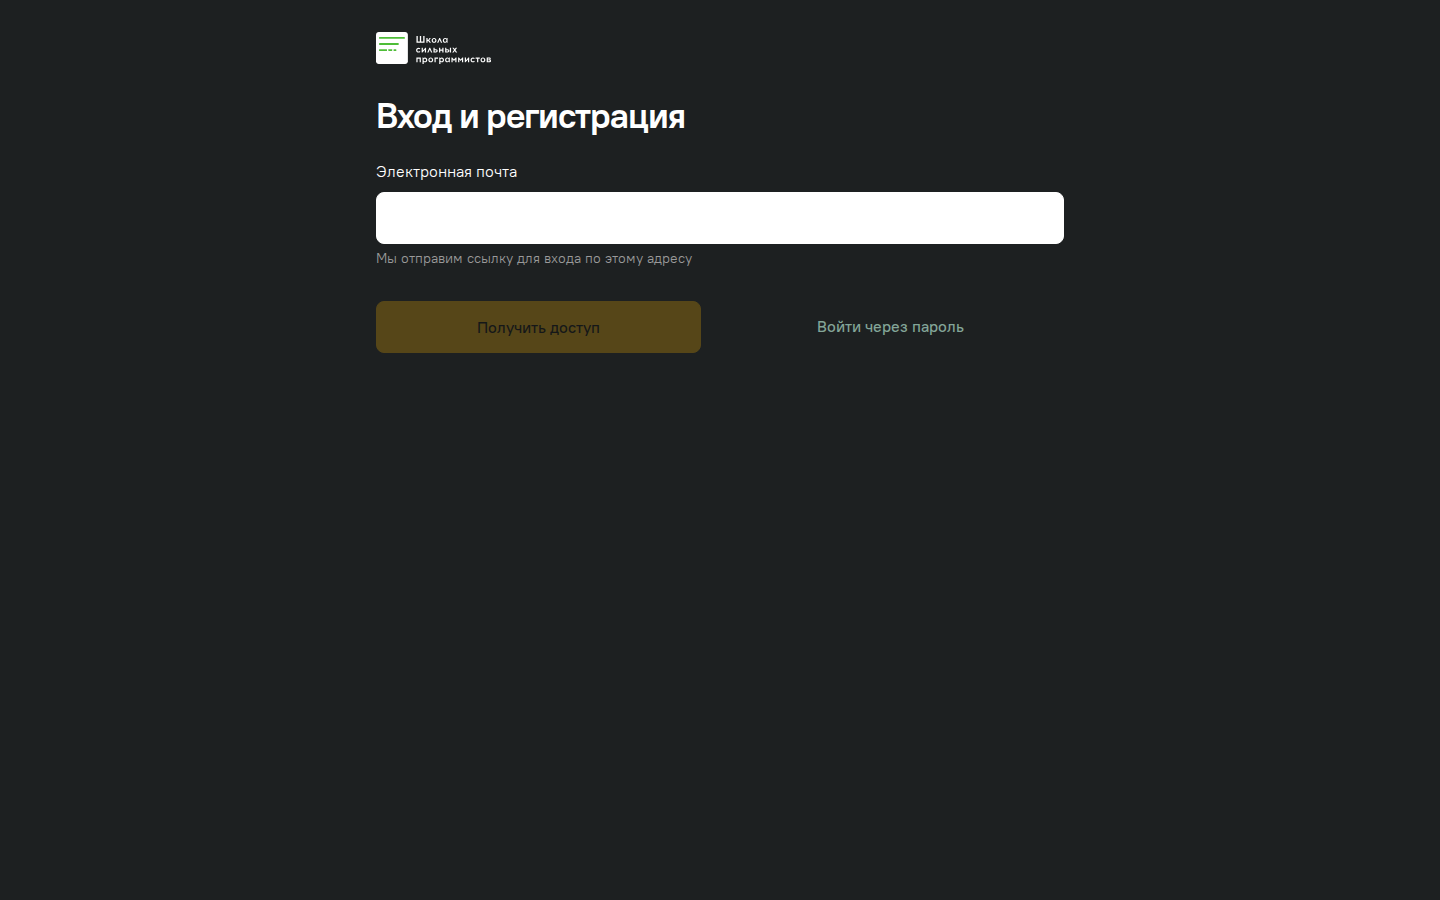 Школа
сильных
программистов
Вход и регистрация
Электронная почта
Мы отправим ссылку для входа по этому адресу
Получить доступ
Войти через пароль